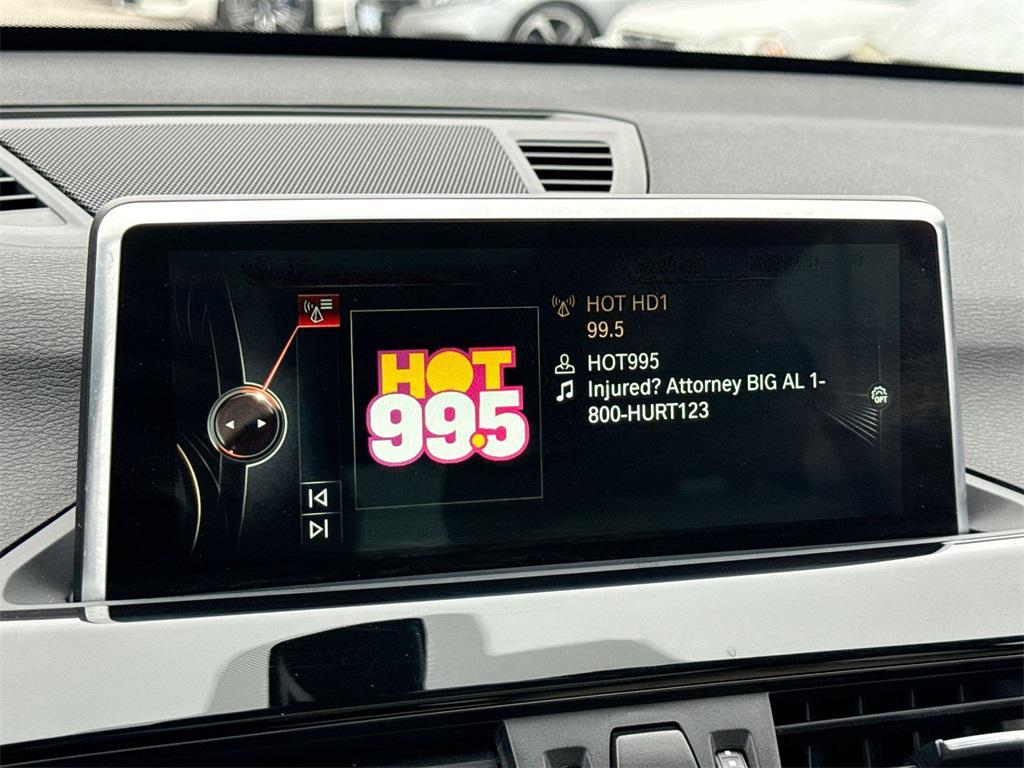 HOT
99.5
HOT HD1
99.5
HOT995
Injured? Attorney BIG AL 1-
800-HURT123
OPT